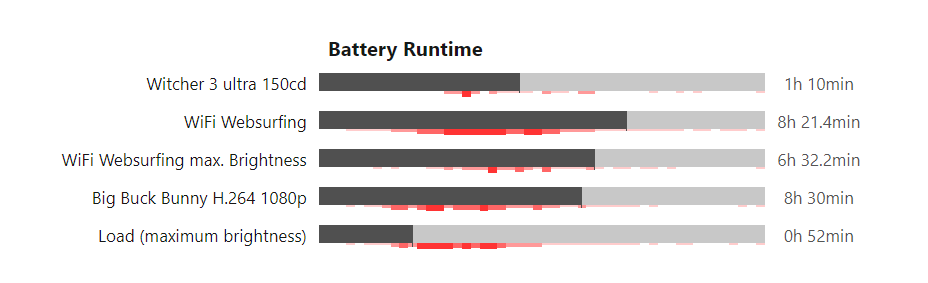 Battery Runtime
Witcher 3 ultra 150cd 1h 10min
WiFi Websurfing 8h 21.4min
WiFi Websurfing max. Brightness 6h 32.2min
Big Buck Bunny H.264 1080p 8h 30min
Load (maximum brightness) 0h 52min